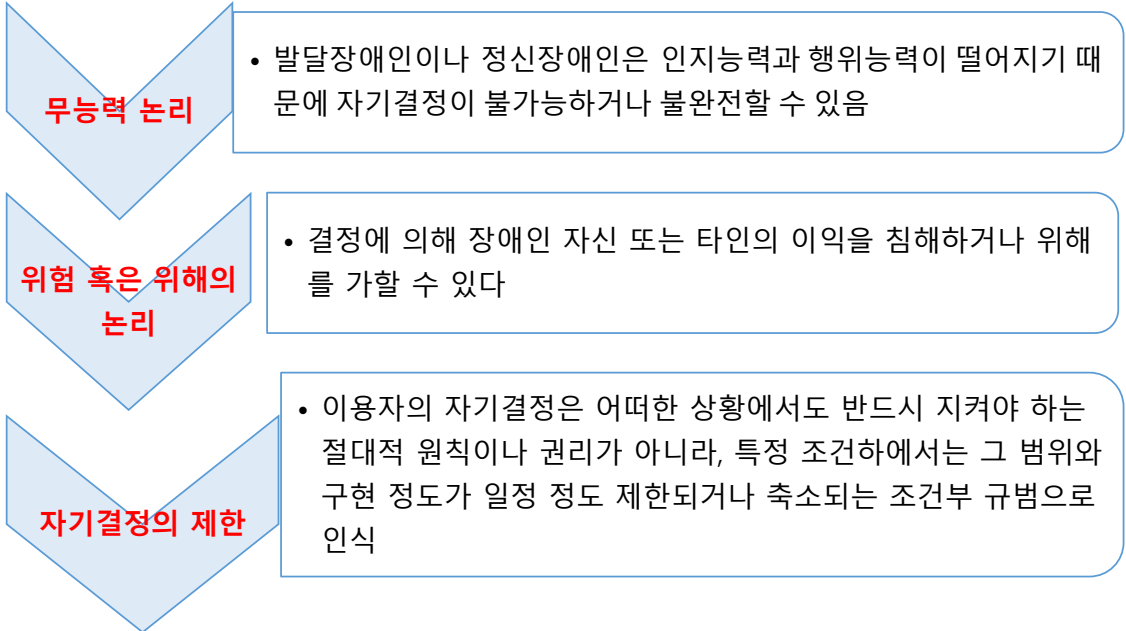 무능력 논리
• 발달장애인이나 정신장애인은 인지능력과 행위능력이 떨어지기 때
문에 자기결정이 불가능하거나 불완전할 수 있음
위험 혹은 위해의
논리
• 결정에 의해 장애인 자신 또는 타인의 이익을 침해하거나 위해
를 가할 수 있다
자기결정의 제한
• 이용자의 자기결정은 어떠한 상황에서도 반드시 지켜야 하는
절대적 원칙이나 권리가 아니라, 특정 조건하에서는 그 범위와
구현 정도가 일정 정도 제한되거나 축소되는 조건부 규범으로
인식